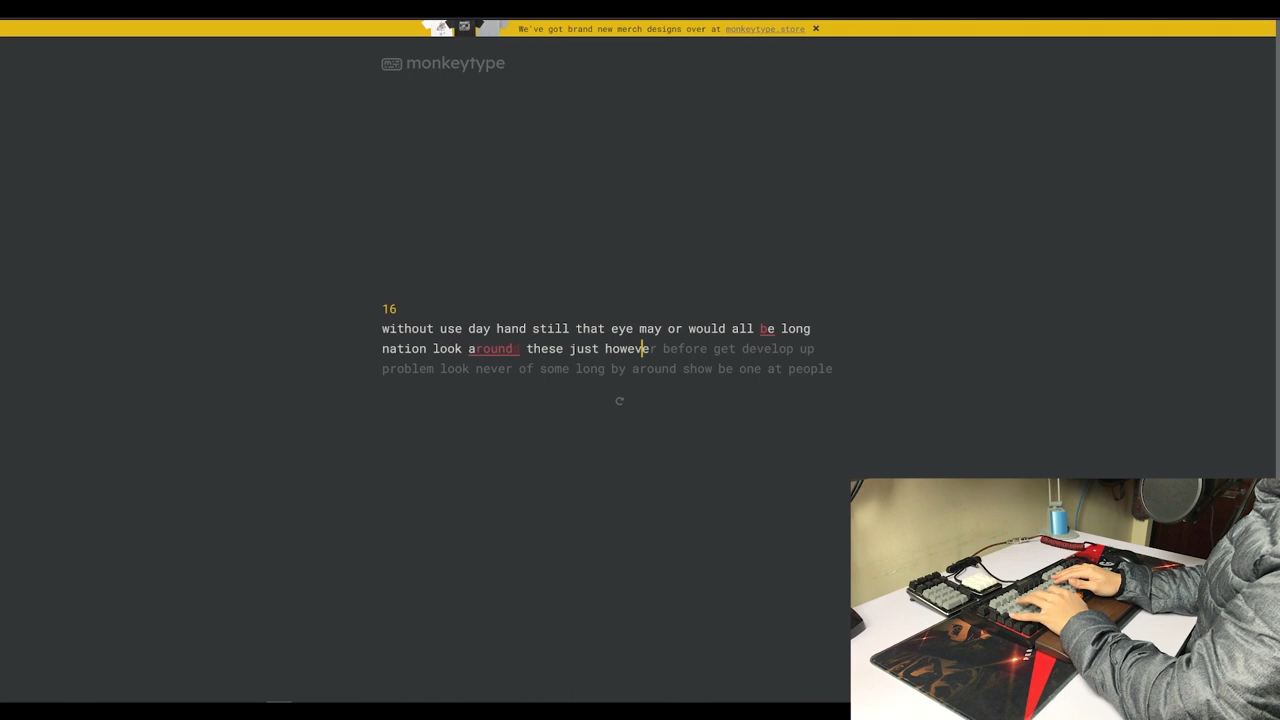 We've got brand new merch designs over at monkeytype.store ×
monkeytype
16
without use day hand still that eye may or would all be long
nation look around these just however before get develop up
problem look never of some long by around show be one at people